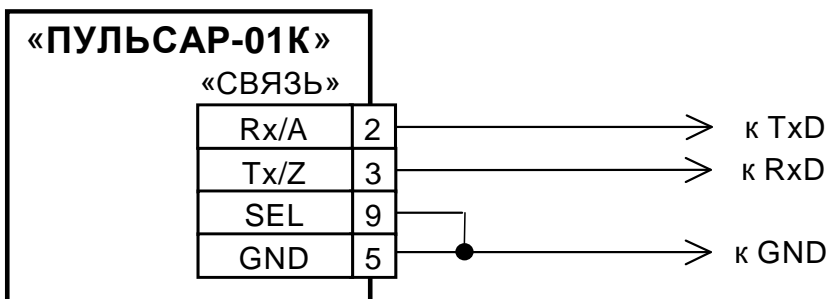 «ПУЛЬСАР-01К»
«СВЯЗЬ»
Rx/A 2 к TxD
Tx/Z 3 к RxD
SEL 9
GND 5 к GND